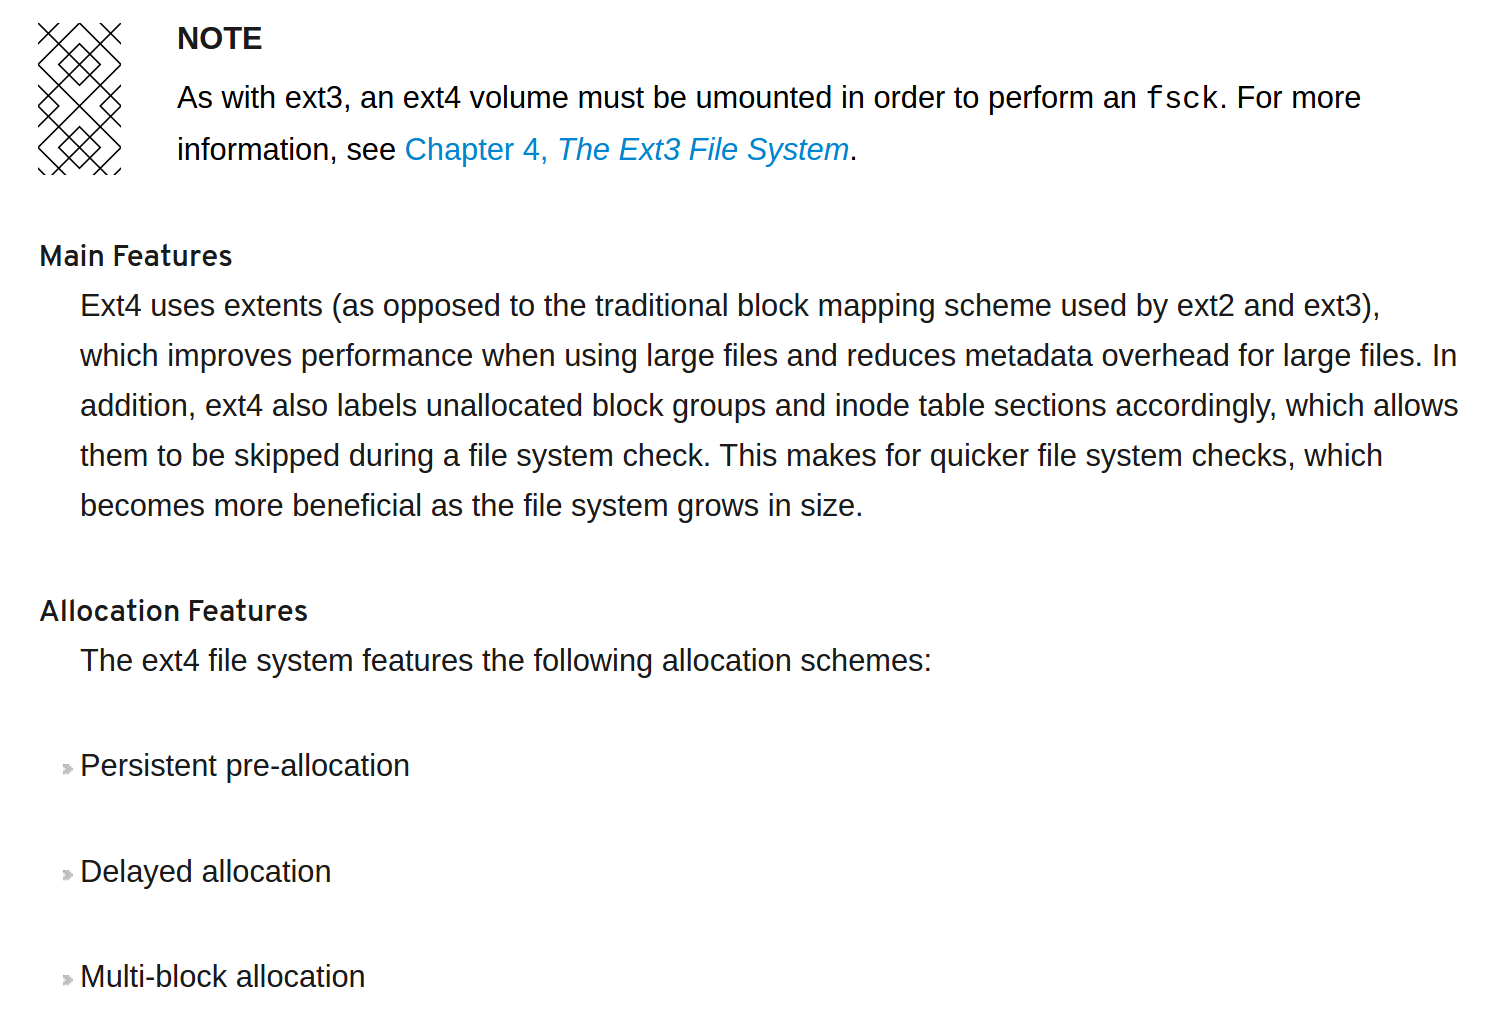 NOTE
As with ext3, an ext4 volume must be umounted in order to perform an fsck. For more
information, see Chapter 4, The Ext3 File System.
Main Features
Ext4 uses extents (as opposed to the traditional block mapping scheme used by ext2 and ext3),
which improves performance when using large files and reduces metadata overhead for large files. In
addition, ext4 also labels unallocated block groups and inode table sections accordingly, which allows
them to be skipped during a file system check. This makes for quicker file system checks, which
becomes more beneficial as the file system grows in size.
Allocation Features
The ext4 file system features the following allocation schemes:
Persistent pre-allocation
Delayed allocation
Multi-block allocation